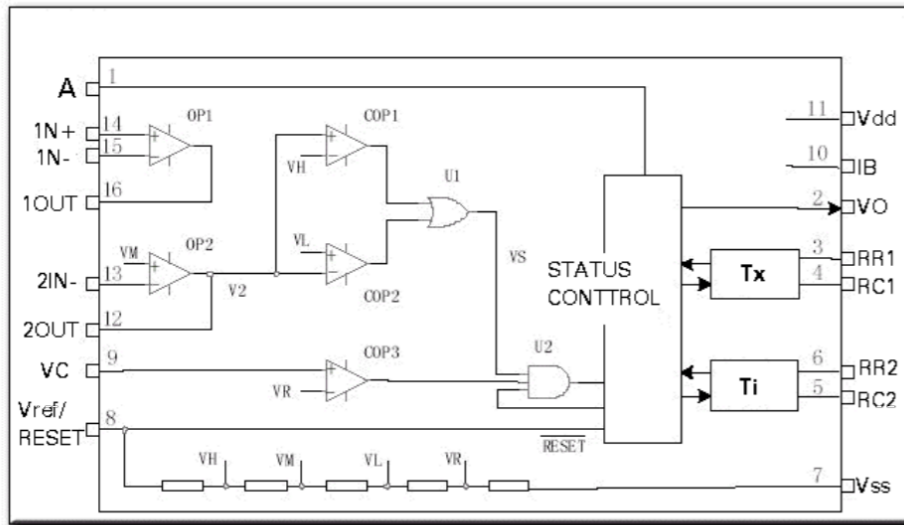 A
1
1N+
14
1N-
15
1OUT
16
OP1
COP1
VH
U1
VM
OP2
2IN-
13
V2
VL
COP2
VS
2OUT
12
VC
9
COP3
VR
U2
Vref/
RESET
8
RESET
VH
VM
VL
VR
STATUS
CONTTROL
11
Vdd
10
IB
2
VO
Tx
3
RR1
4
RC1
Ti
6
RR2
5
RC2
7
Vss